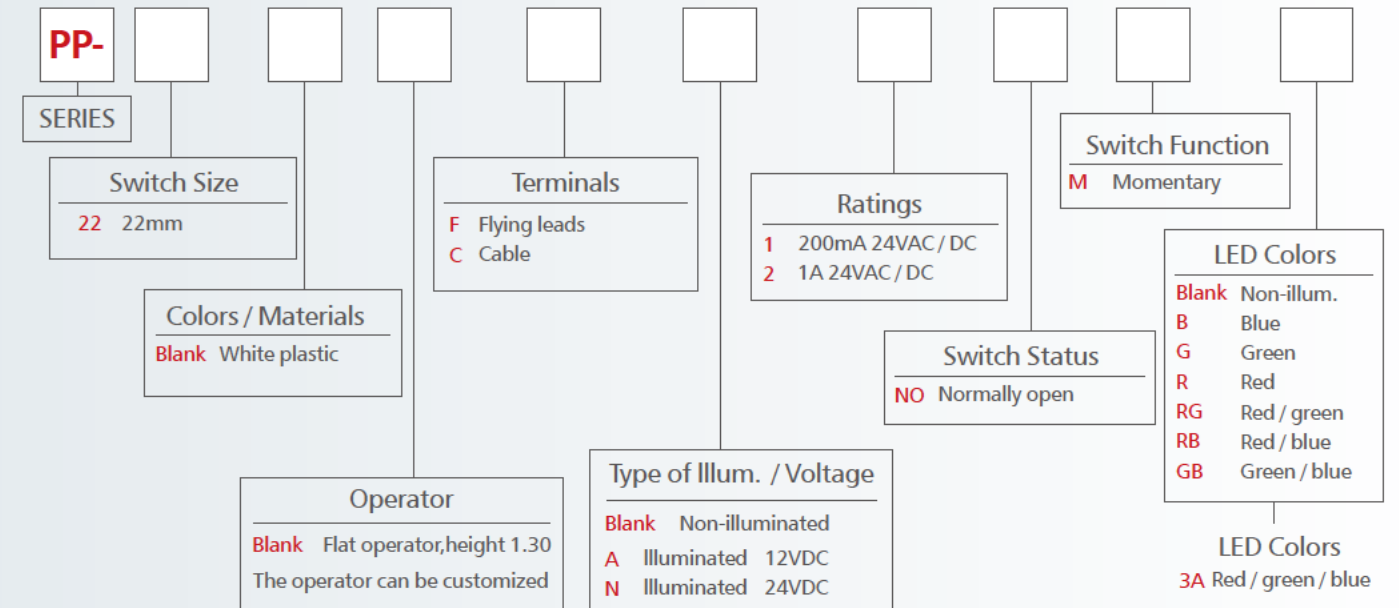 PP-
SERIES
Switch Size
22 22mm
Colors / Materials
Blank White plastic
Operator
Blank Flat operator,height 1.30
The operator can be customized
Terminals
F Flying leads
C Cable
Type of Illum. / Voltage
Blank Non-illuminated
A Illuminated 12VDC
N Illuminated 24VDC
Ratings
1 200mA 24VAC / DC
2 1A 24VAC / DC
Switch Status
NO Normally open
Switch Function
M Momentary
LED Colors
Blank Non-illum.
B Blue
G Green
R Red
RG Red / green
RB Red / blue
GB Green / blue
LED Colors
3A Red / green / blue